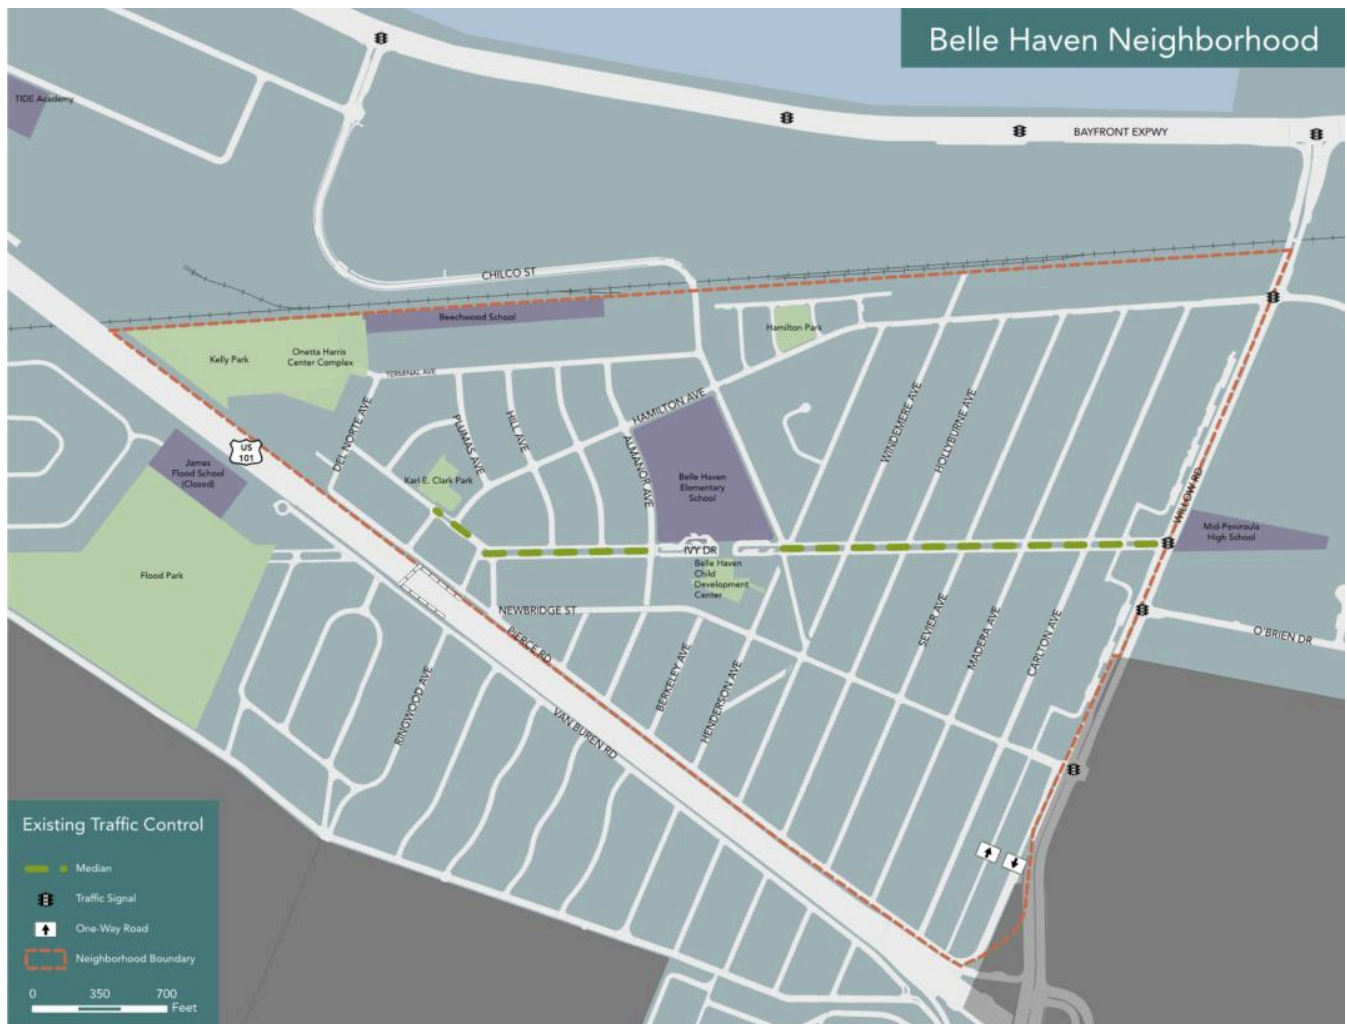 Belle Haven Neighborhood
TIDE Academy
BAYFRONT EXPWY
CHILCO ST
Beechwood School
Hamilton Park
Kelly Park
Onetta Harris
Center Complex
TERMINAL AVE
DEL NORTE AVE
PLUMAS AVE
HILL AVE
HAMILTON AVE
ALMANOR AVE
WINDEMERE AVE
HOLLYBURNE AVE
US
101
James
Flood School
(Closed)
Karl E. Clark Park
Belle Haven
Elementary
School
WILLOW RD
Mid-Peninsula
High School
IVY DR
Belle Haven
Child
Development
Center
Flood Park
NEWBRIDGE ST
PIERCE RD
SEVIER AVE
MADERA AVE
CARLTON AVE
O'BRIEN DR
BERKELEY AVE
HENDERSON AVE
RINGWOOD AVE
VAN BUREN RD
Existing Traffic Control
Median
Traffic Signal
One-Way Road
Neighborhood Boundary
0 350 700
Feet